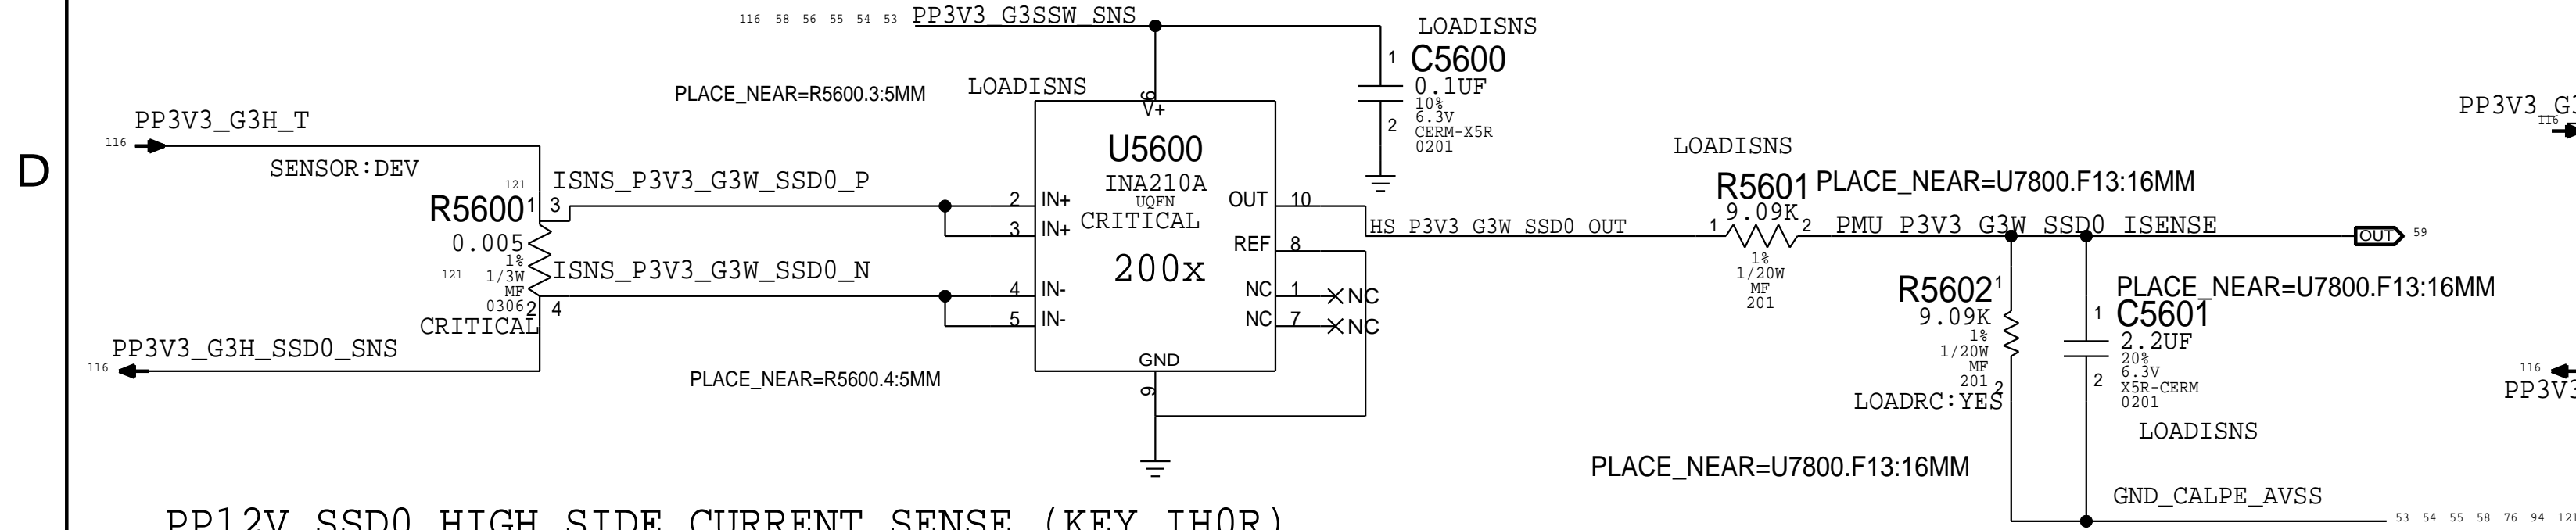 116 58 56 55 54 53 PP3V3_G3SSW_SNS
LOADISNS
1
C5600
0.1UF
10%
6.3V
2
CERM-X5R
0201
PLACE_NEAR=R5600.3:5MM
LOADISNS
6
V+
PP3V3_G3H_T
116
SENSOR:DEV
D
121
ISNS_P3V3_G3W_SSD0_P
R5600
1
3
0.005
1%
1/3W
MF
0306
121
2
4
CRITICAL
ISNS_P3V3_G3W_SSD0_N
PP3V3_G3H_SSD0_SNS
116
PLACE_NEAR=R5600.4:5MM
U5600
INA210A
UQFN
CRITICAL
200x
2 IN+
3 IN+
4 IN-
5 IN-
OUT 10
REF 8
NC 1 NC
NC 7 NC
GND
9
HS_P3V3_G3W_SSD0_OUT
LOADISNS
R5601
PLACE_NEAR=U7800.F13:16MM
9.09K
1
2
1%
1/20W
MF
201
PMU_P3V3_G3W_SSD0_ISENSE
OUT
59
R5602
1
9.09K
1%
1/20W
MF
201
2
LOADRC:YES
PLACE_NEAR=U7800.F13:16MM
1
C5601
2.2UF
20%
6.3V
2
X5R-CERM
0201
LOADISNS
PLACE_NEAR=U7800.F13:16MM
GND_CALPE_AVSS
53 54 55 58 76 94 121
PP3V3_G3
116
116
PP3V3
PP12V SSD0 HIGH SIDE CURRENT SENSE (KEY IH0R)